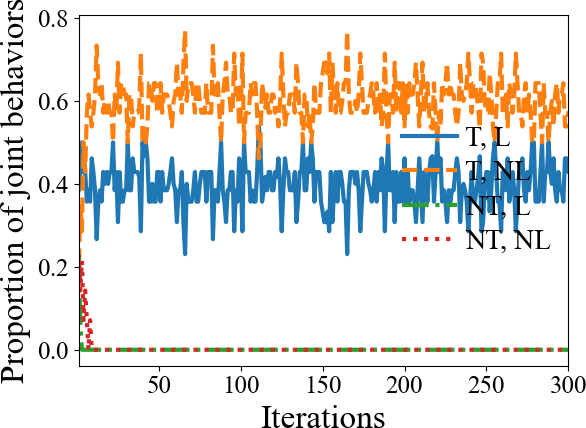 Proportion of joint behaviors
0.8
0.6
0.4
0.2
0.0
T, L
T, NL
NT, L
NT, NL
50
100
150
200
250
300
Iterations